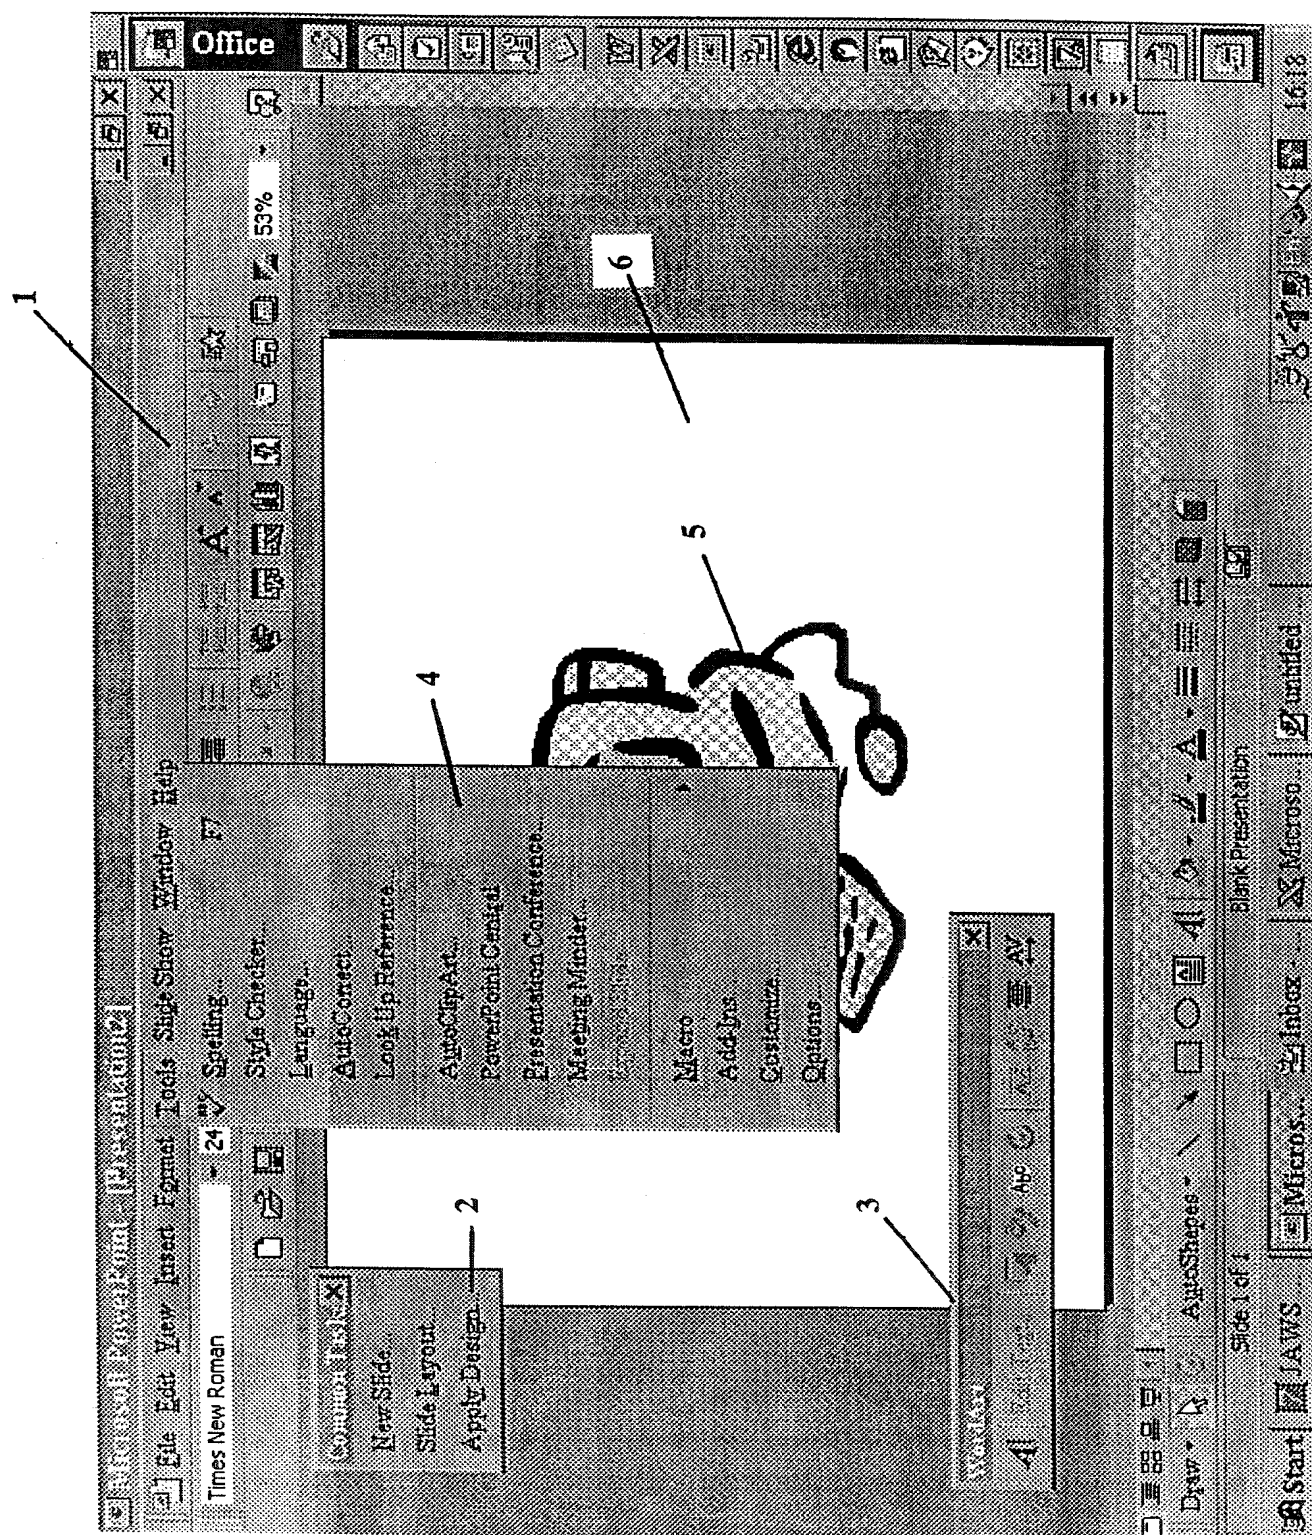 1
Microsoft PowerPoint -
Office
File Edit View Insert Format Tools Slide Show Window Help
Times New Roman
24
53%
Common Tasks
New Slide...
Slide Layout...
Apply Design...
2
Spelling... F7
Style Checker...
Language...
AutoCorrect...
Look Up Reference...
AutoClipArt...
PowerPoint Central
Presentation Conference...
Meeting Minder...
Macro
Add-Ins...
Customize...
Options...
4
5
6
3
WordArt
Abc
AV
Draw
AutoShapes
Slide 1 of 1
Blank Presentation
Start
JAWS...
Micros...
Inbox - ...
Microso...
untitled
16:18